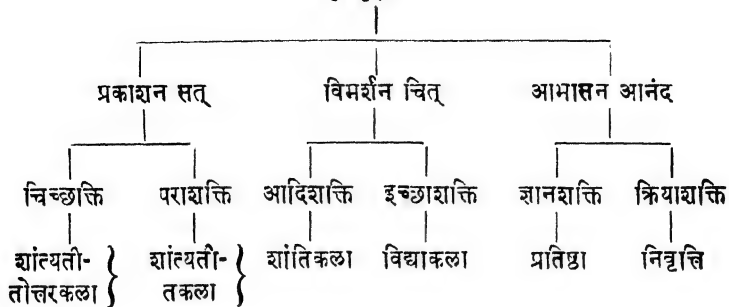 प्रकाशन सत् विमर्शन चित् आभासन आनंद
चिच्छक्ति पराशक्ति आदिशक्ति इच्छाशक्ति ज्ञानशक्ति क्रियाशक्ति
शांत्यती- शांत्यती- शांतिकला विद्याकला प्रतिष्ठा निवृत्ति
तोत्तरकला तकला